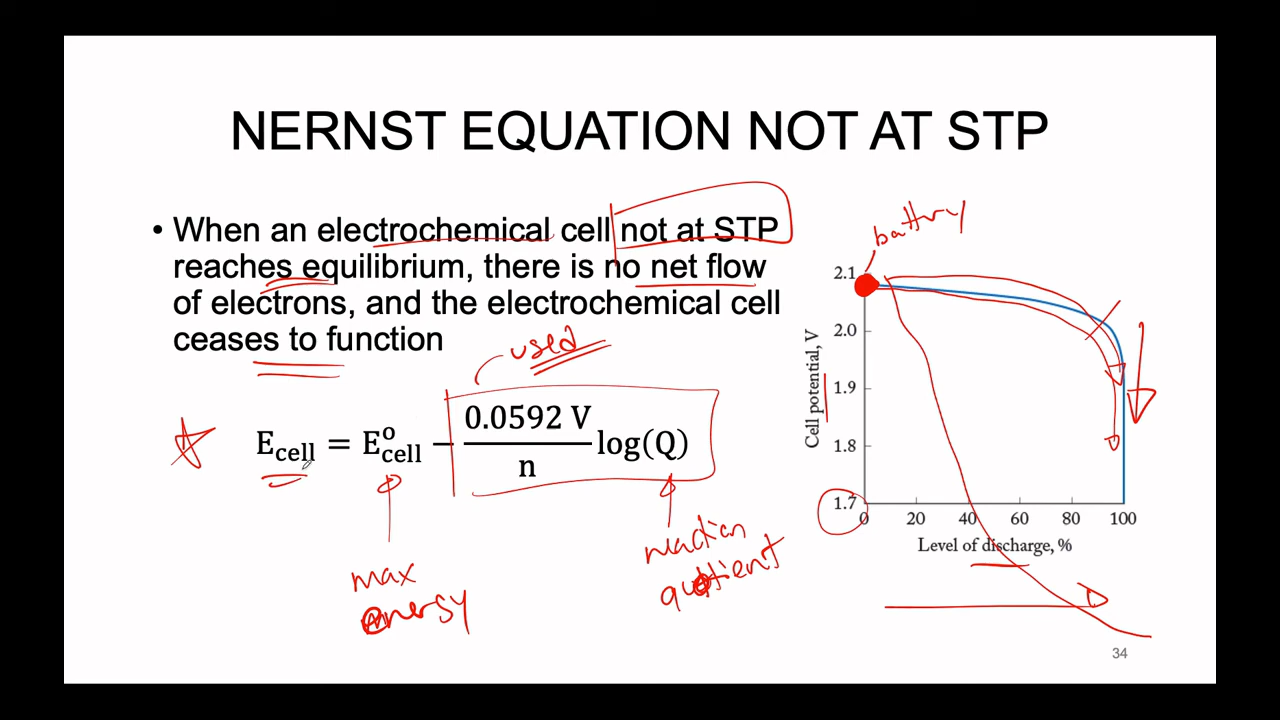 NERNST EQUATION NOT AT STP
• When an electrochemical cell not at STP
reaches equilibrium, there is no net flow
of electrons, and the electrochemical cell
ceases to function
used
E_cell = E°_cell − 0.0592 V / n log(Q)
max
energy
reaction
quotient
battery
Cell potential, V
2.1
2.0
1.9
1.8
1.7
0 20 40 60 80 100
Level of discharge, %
34